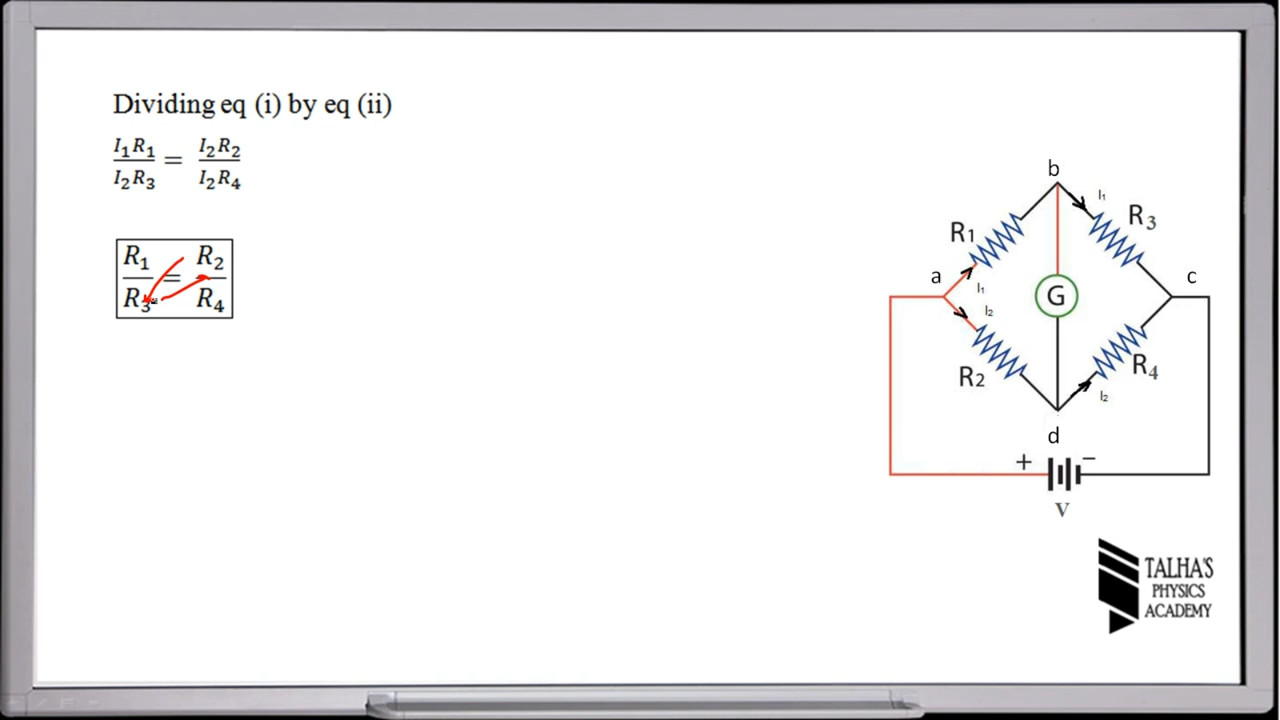 Dividing eq (i) by eq (ii)
I₁R₁/I₂R₃ = I₂R₂/I₂R₄
R₁/R₃ = R₂/R₄
b
I₁
R₁
R₃
a
c
I₁
G
I₂
R₂
R₄
I₂
d
+ −
V
TALHA'S
PHYSICS
ACADEMY